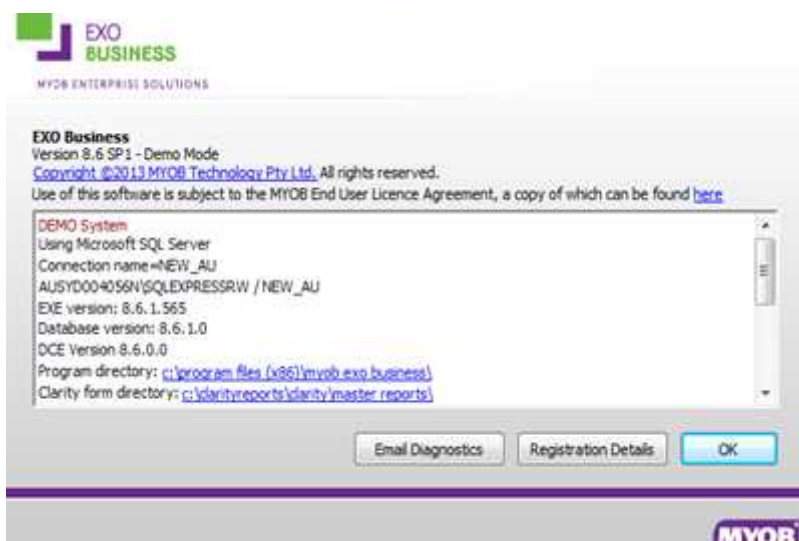 EXO
BUSINESS
MYOB ENTERPRISE SOLUTIONS
EXO Business
Version 8.6 SP1 - Demo Mode
Copyright ©2013 MYOB Technology Pty Ltd. All rights reserved.
Use of this software is subject to the MYOB End User Licence Agreement, a copy of which can be found here
DEMO System
Using Microsoft SQL Server
Connection name=NEW_AU
AUSYD004056N\SQLEXPRESSRW / NEW_AU
EXE version: 8.6.1.565
Database version: 8.6.1.0
DCE Version 8.6.0.0
Program directory: c:\program files (x86)\myob exo business\
Clarity form directory: c:\clarityreports\clarity\master reports\
Email Diagnostics Registration Details OK
MYOB